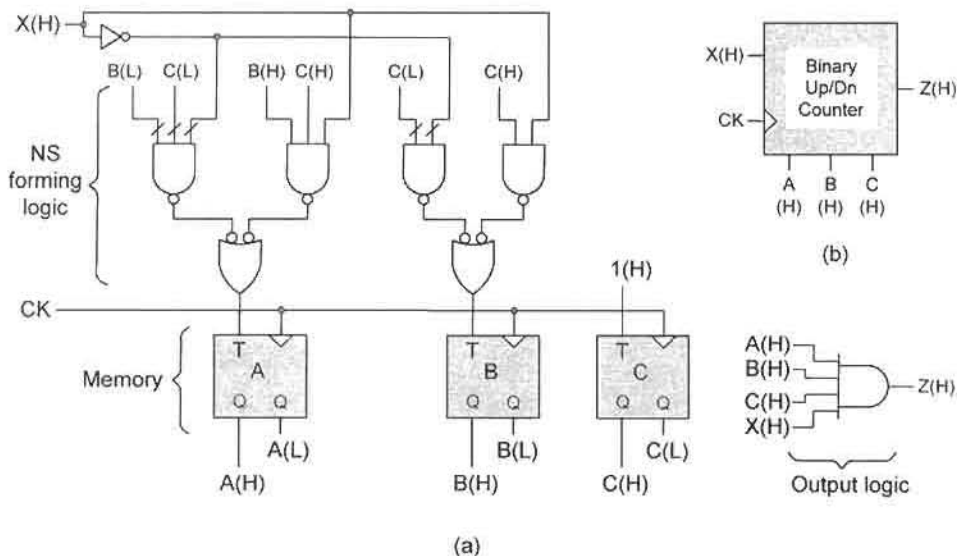 X(H)
B(L) C(L) B(H) C(H) C(L) C(H)
NS
forming
logic
1(H)
CK
Memory
T
A
Q Q
T
B
Q Q
T
C
Q Q
A(L)
A(H)
B(L)
B(H)
C(L)
C(H)
(a)
X(H)
Binary
Up/Dn
Counter
Z(H)
CK
A B C
(H) (H) (H)
(b)
A(H)
B(H)
C(H)
X(H)
Z(H)
Output logic